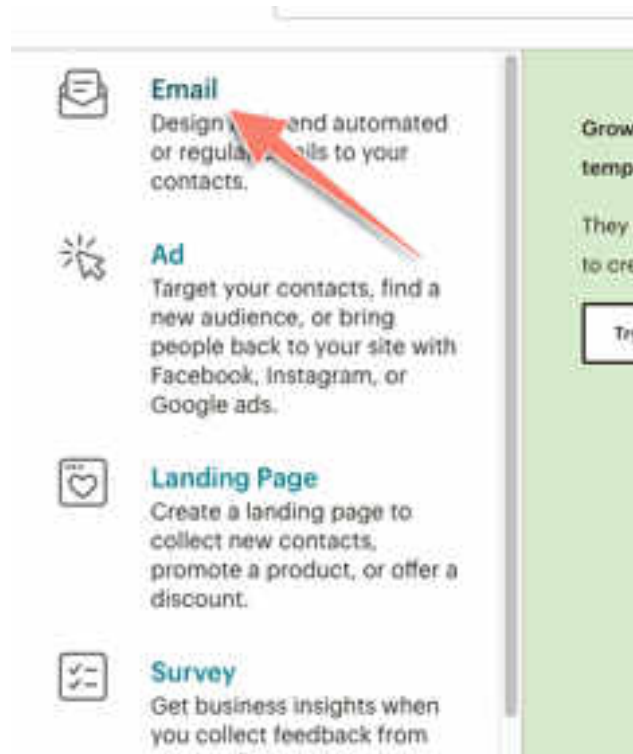 Email
Design end automated
or regula ils to your
contacts.
Ad
Target your contacts, find a
new audience, or bring
people back to your site with
Facebook, Instagram, or
Google ads.
Landing Page
Create a landing page to
collect new contacts,
promote a product, or offer a
discount.
Survey
Get business insights when
you collect feedback from
Grow
temp
They
to cre
Try